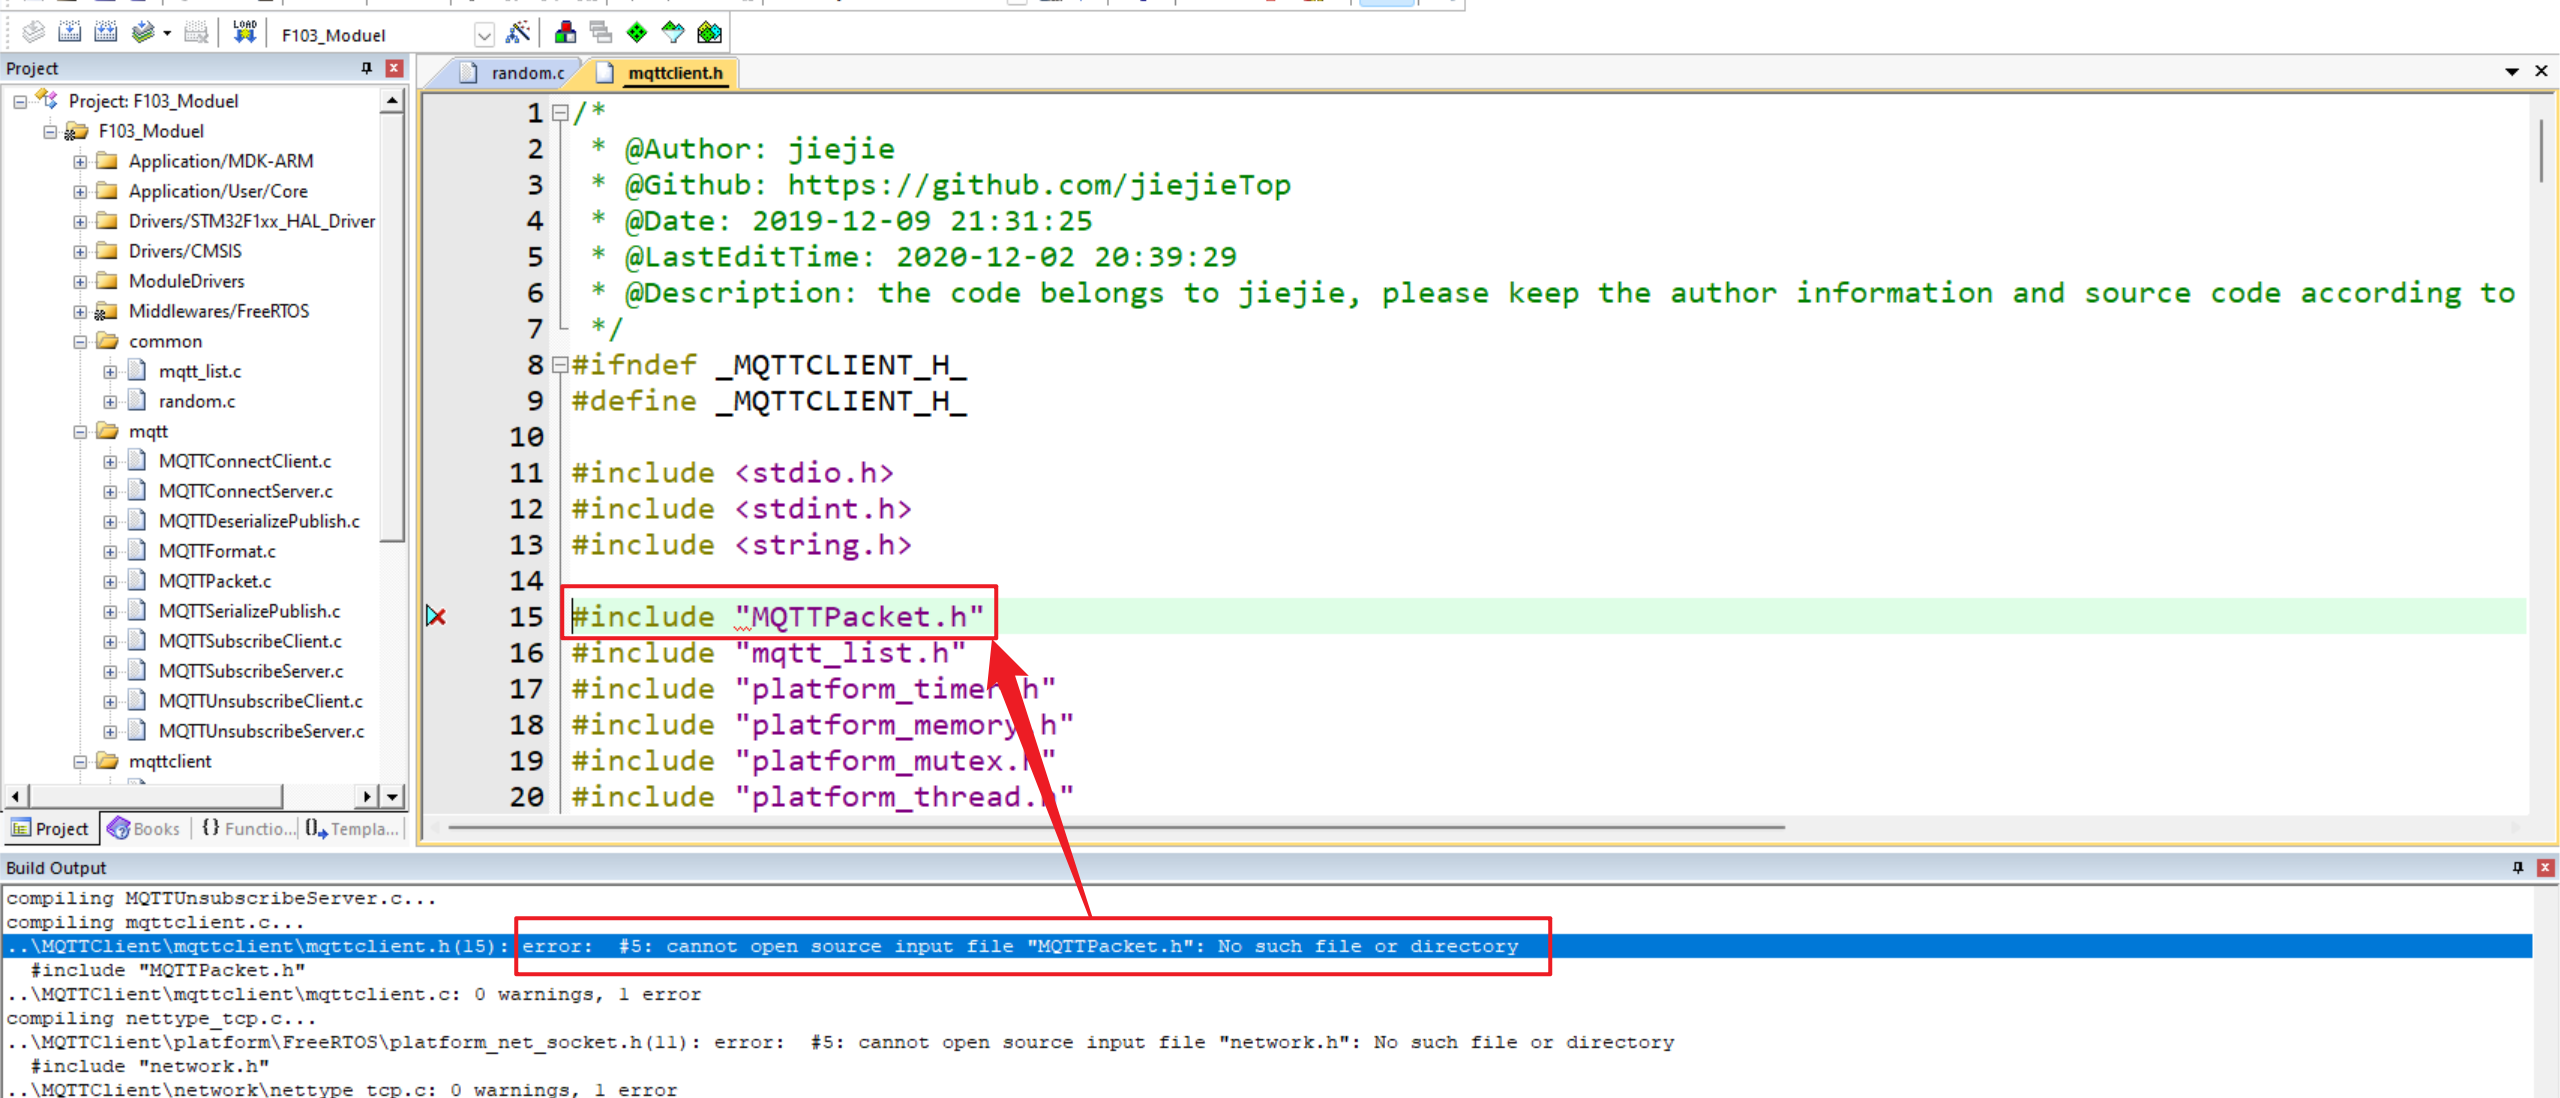 LOAD
F103_Moduel
Project
Project: F103_Moduel
F103_Moduel
Application/MDK-ARM
Application/User/Core
Drivers/STM32F1xx_HAL_Driver
Drivers/CMSIS
ModuleDrivers
Middlewares/FreeRTOS
common
mqtt_list.c
random.c
mqtt
MQTTConnectClient.c
MQTTConnectServer.c
MQTTDeserializePublish.c
MQTTFormat.c
MQTTPacket.c
MQTTSerializePublish.c
MQTTSubscribeClient.c
MQTTSubscribeServer.c
MQTTUnsubscribeClient.c
MQTTUnsubscribeServer.c
mqttclient
Project Books {} Functio... Templa...
random.c mqttclient.h
1 /*
2 * @Author: jiejie
3 * @Github: https://github.com/jiejieTop
4 * @Date: 2019-12-09 21:31:25
5 * @LastEditTime: 2020-12-02 20:39:29
6 * @Description: the code belongs to jiejie, please keep the author information and source code according to
7 */
8 #ifndef _MQTTCLIENT_H_
9 #define _MQTTCLIENT_H_
10
11 #include <stdio.h>
12 #include <stdint.h>
13 #include <string.h>
14
15 #include "MQTTPacket.h"
16 #include "mqtt_list.h"
17 #include "platform_timer.h"
18 #include "platform_memory.h"
19 #include "platform_mutex.h"
20 #include "platform_thread.h"
Build Output
compiling MQTTUnsubscribeServer.c...
compiling mqttclient.c...
..\MQTTClient\mqttclient\mqttclient.h(15): error:  #5: cannot open source input file "MQTTPacket.h": No such file or directory
#include "MQTTPacket.h"
..\MQTTClient\mqttclient\mqttclient.c: 0 warnings, 1 error
compiling nettype_tcp.c...
..\MQTTClient\platform\FreeRTOS\platform_net_socket.h(11): error:  #5: cannot open source input file "network.h": No such file or directory
#include "network.h"
..\MQTTClient\network\nettype_tcp.c: 0 warnings, 1 error